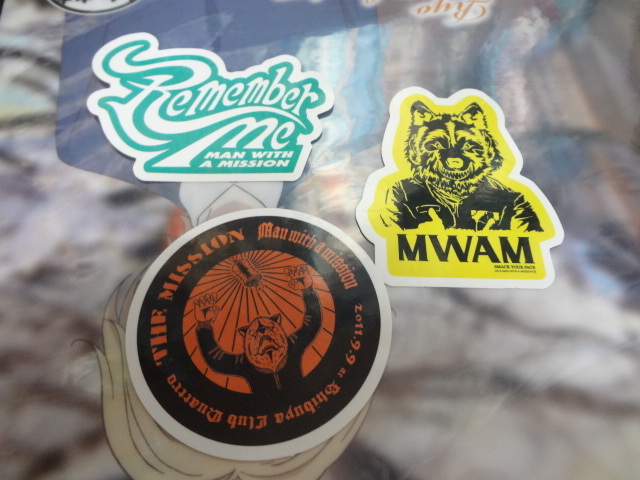 Ryo
Remember
Me
MAN WITH
A MISSION
MWAM
SMACK YOUR FACE
THE MISSION
Man with a mission
2011.9.9 at Shibuya Club Quattro